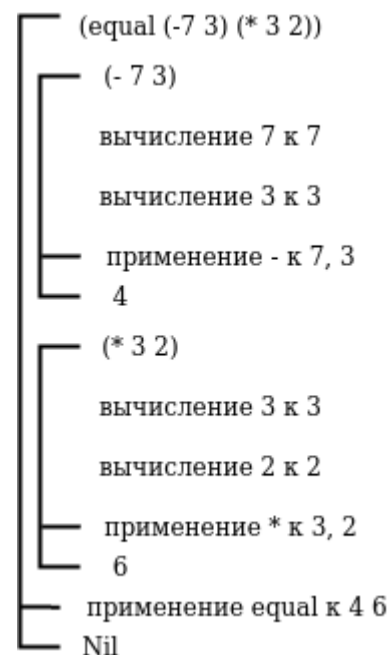 (equal (-7 3) (* 3 2))
(- 7 3)
вычисление 7 к 7
вычисление 3 к 3
применение - к 7, 3
4
(* 3 2)
вычисление 3 к 3
вычисление 2 к 2
применение * к 3, 2
6
применение equal к 4 6
Nil